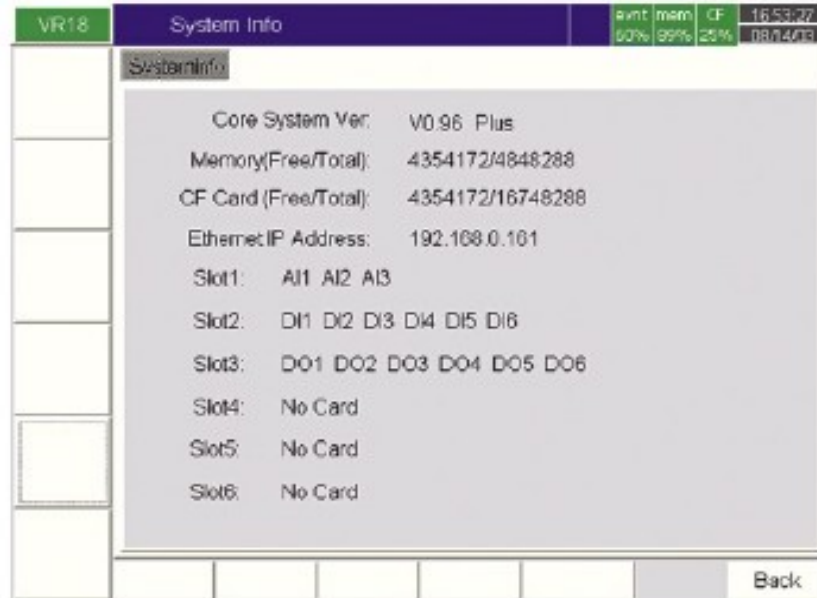 VR18 System Info evnt mem CF 16:53:27
60% 89% 25% 08/14/03
SystemInfo
Core System Ver: V0.96 Plus
Memory(Free/Total): 4354172/4848288
CF Card (Free/Total): 4354172/16748288
Ethernet IP Address: 192.168.0.161
Slot1: AI1 AI2 AI3
Slot2: DI1 DI2 DI3 DI4 DI5 DI6
Slot3: DO1 DO2 DO3 DO4 DO5 DO6
Slot4: No Card
Slot5: No Card
Slot6: No Card
Back